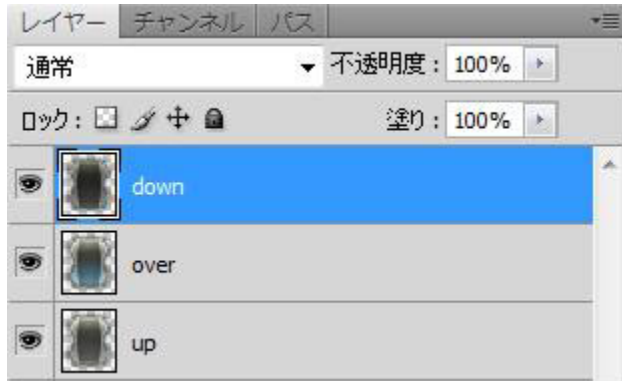 レイヤー チャンネル パス
通常 不透明度: 100%
ロック: 塗り: 100%
down
over
up